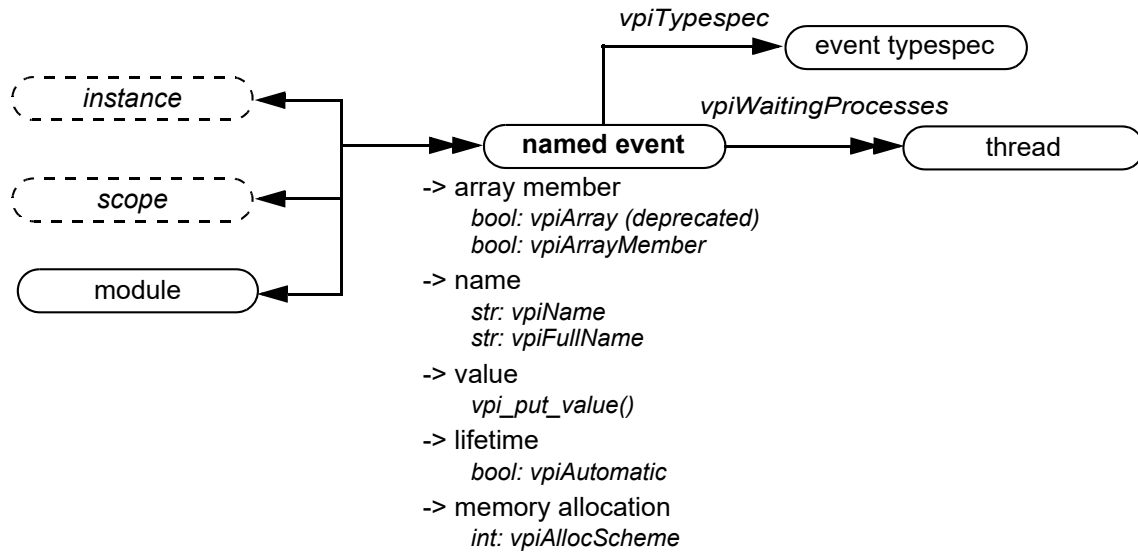 vpiTypespec
event typespec
instance
vpiWaitingProcesses
named event
thread
scope
module
-> array member
bool: vpiArray (deprecated)
bool: vpiArrayMember
-> name
str: vpiName
str: vpiFullName
-> value
vpi_put_value()
-> lifetime
bool: vpiAutomatic
-> memory allocation
int: vpiAllocScheme